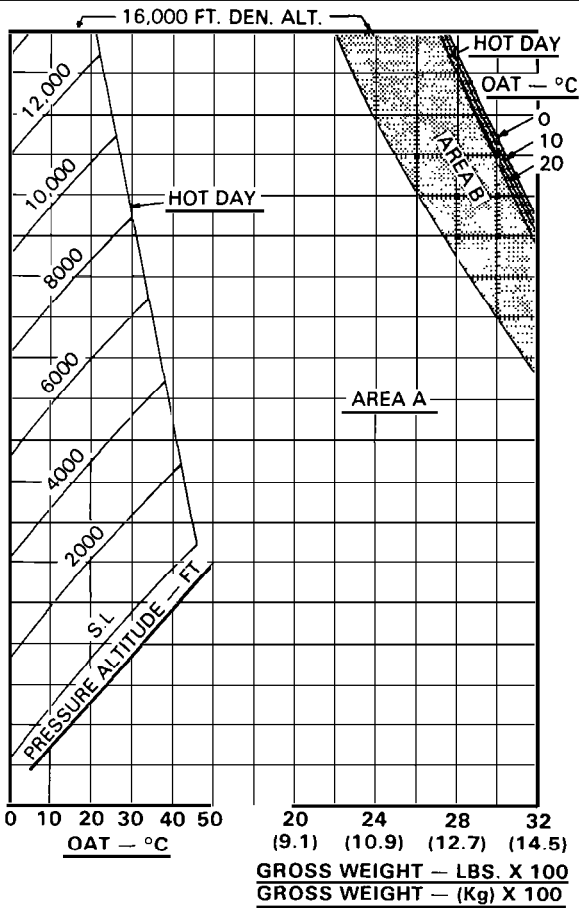 16,000 FT. DEN. ALT.
HOT DAY
OAT — °C
0
10
20
12,000
10,000
8000
6000
4000
2000
S.L
PRESSURE ALTITUDE — FT
HOT DAY
AREA B
AREA A
0 10 20 30 40 50
OAT — °C
20 24 28 32
(9.1) (10.9) (12.7) (14.5)
GROSS WEIGHT — LBS. X 100
GROSS WEIGHT — (Kg) X 100